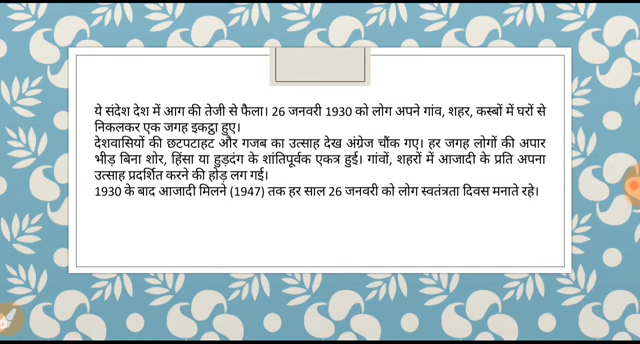 ये संदेश देश में आग की तेजी से फैला। 26 जनवरी 1930 को लोग अपने गांव, शहर, कस्बों में घरों से
निकलकर एक जगह इकट्ठा हुए।
देशवासियों की छटपटाहट और गजब का उत्साह देख अंग्रेज चौंक गए। हर जगह लोगों की अपार
भीड़ बिना शोर, हिंसा या हुड़दंग के शांतिपूर्वक एकत्र हुई। गांवों, शहरों में आजादी के प्रति अपना
उत्साह प्रदर्शित करने की होड़ लग गई।
1930 के बाद आजादी मिलने (1947) तक हर साल 26 जनवरी को लोग स्वतंत्रता दिवस मनाते रहे।